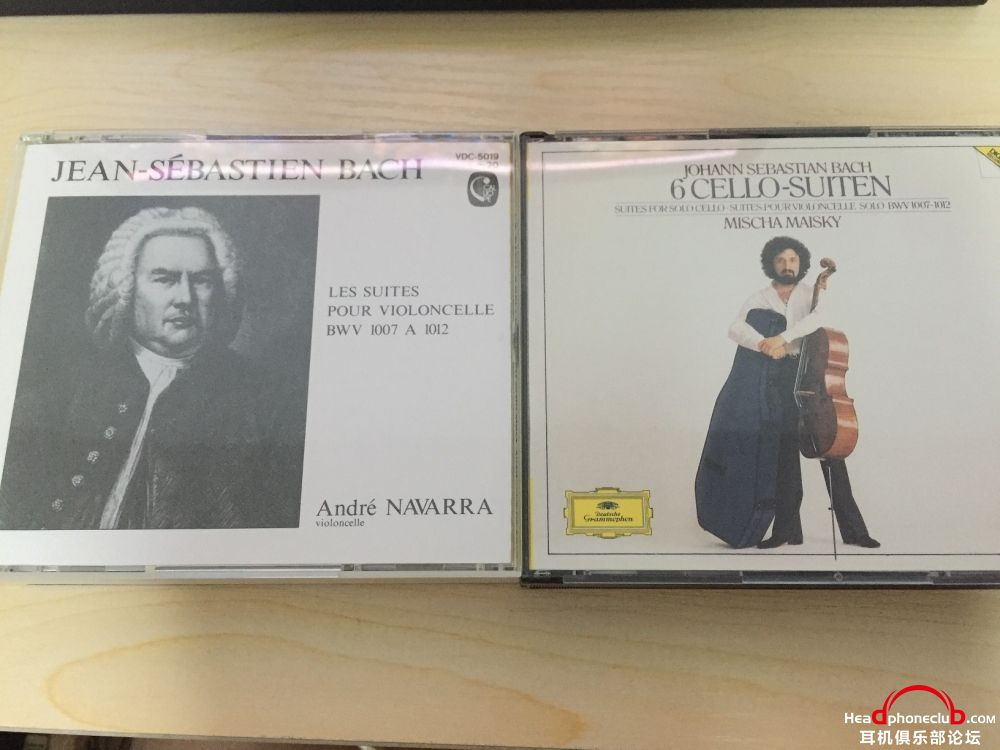 JEAN-SÉBASTIEN BACH
VDC-5019
~20
LES SUITES
POUR VIOLONCELLE
BWV 1007 A 1012
André NAVARRA
violoncelle
JOHANN SEBASTIAN BACH
6 CELLO-SUITEN
SUITES FOR SOLO CELLO · SUITES POUR VIOLONCELLE SOLO BWV 1007-1012
MISCHA MAISKY
Deutsche
Grammophon
Headphoneclub.com
耳机俱乐部论坛